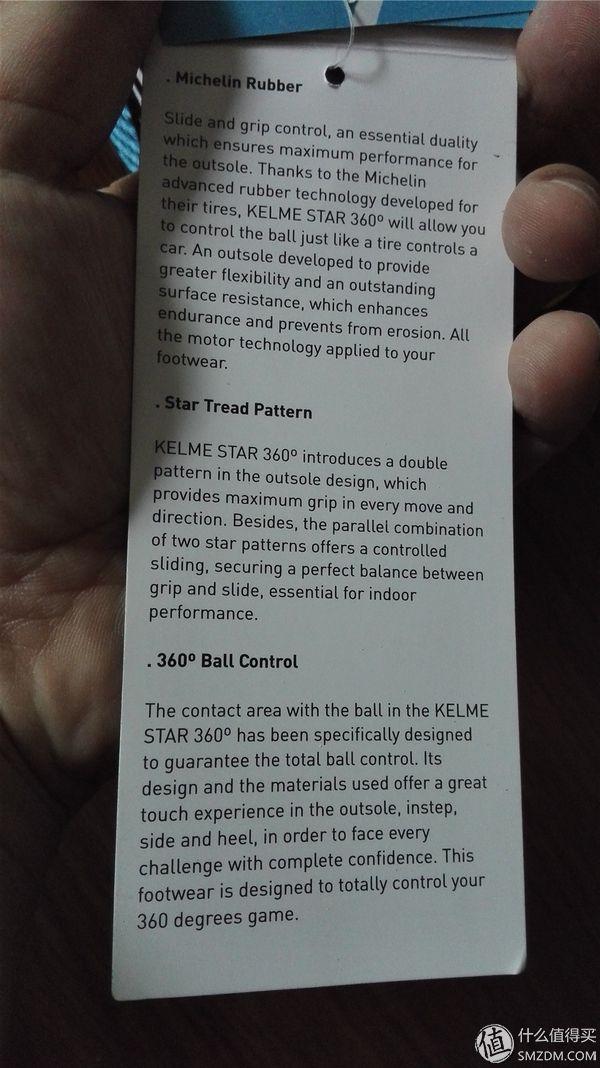 . Michelin Rubber
Slide and grip control, an essential duality
which ensures maximum performance for
the outsole. Thanks to the Michelin
advanced rubber technology developed for
their tires, KELME STAR 360º will allow you
to control the ball just like a tire controls a
car. An outsole developed to provide
greater flexibility and an outstanding
surface resistance, which enhances
endurance and prevents from erosion. All
the motor technology applied to your
footwear.
. Star Tread Pattern
KELME STAR 360º introduces a double
pattern in the outsole design, which
provides maximum grip in every move and
direction. Besides, the parallel combination
of two star patterns offers a controlled
sliding, securing a perfect balance between
grip and slide, essential for indoor
performance.
. 360º Ball Control
The contact area with the ball in the KELME
STAR 360º has been specifically designed
to guarantee the total ball control. Its
design and the materials used offer a great
touch experience in the outsole, instep,
side and heel, in order to face every
challenge with complete confidence. This
footwear is designed to totally control your
360 degrees game.
值 什么值得买
SMZDM.COM